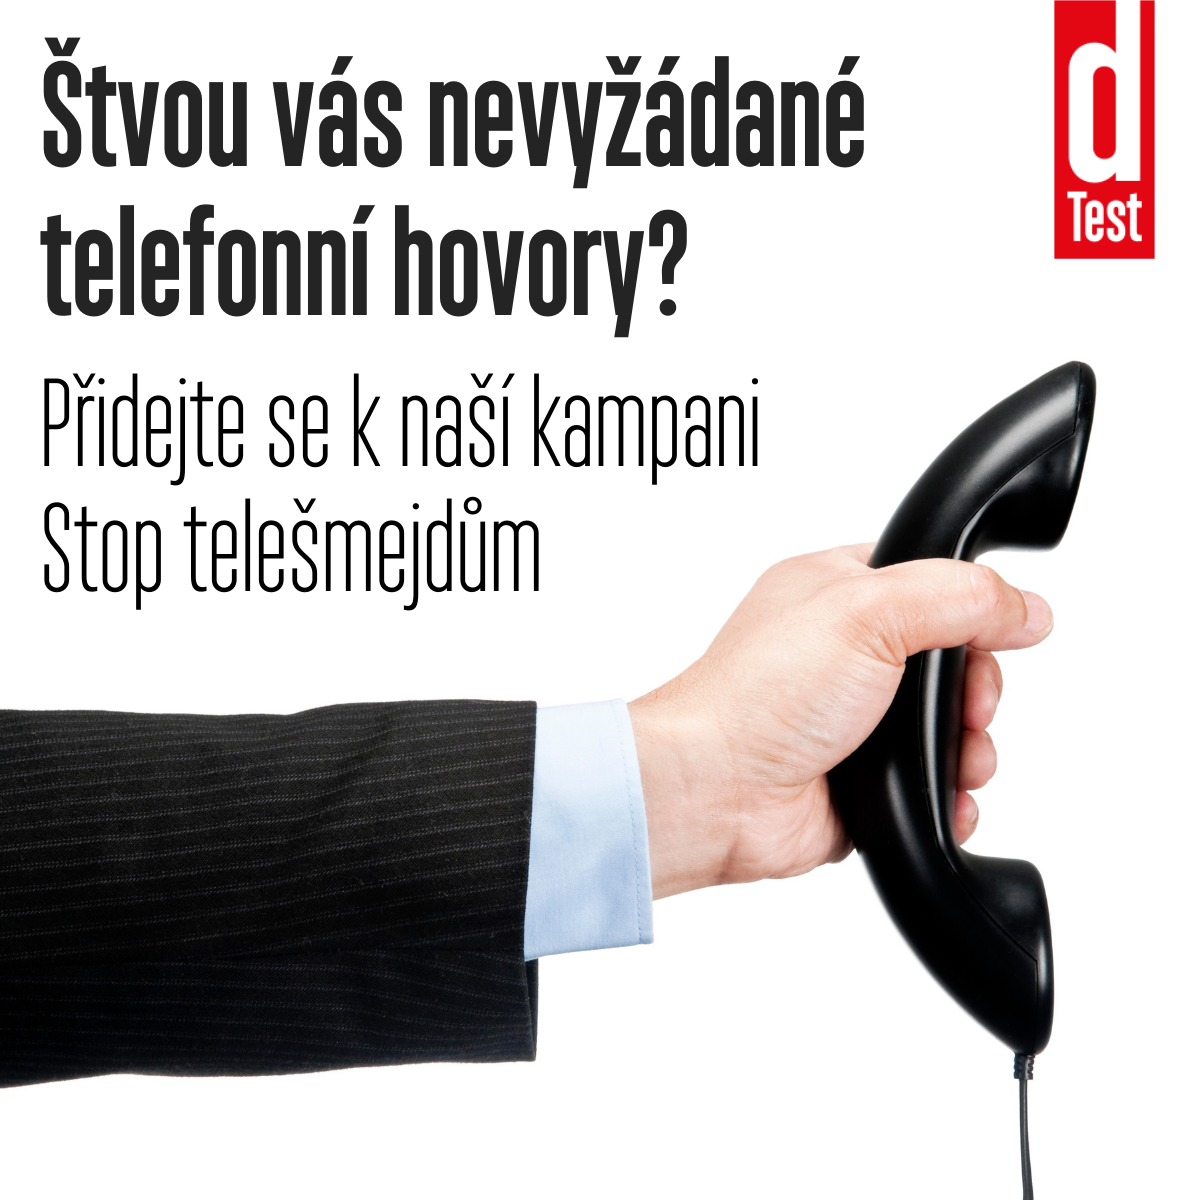 Štvou vás nevyžádané
telefonní hovory?
Přidejte se k naší kampani
Stop telešmejdům
d
Test